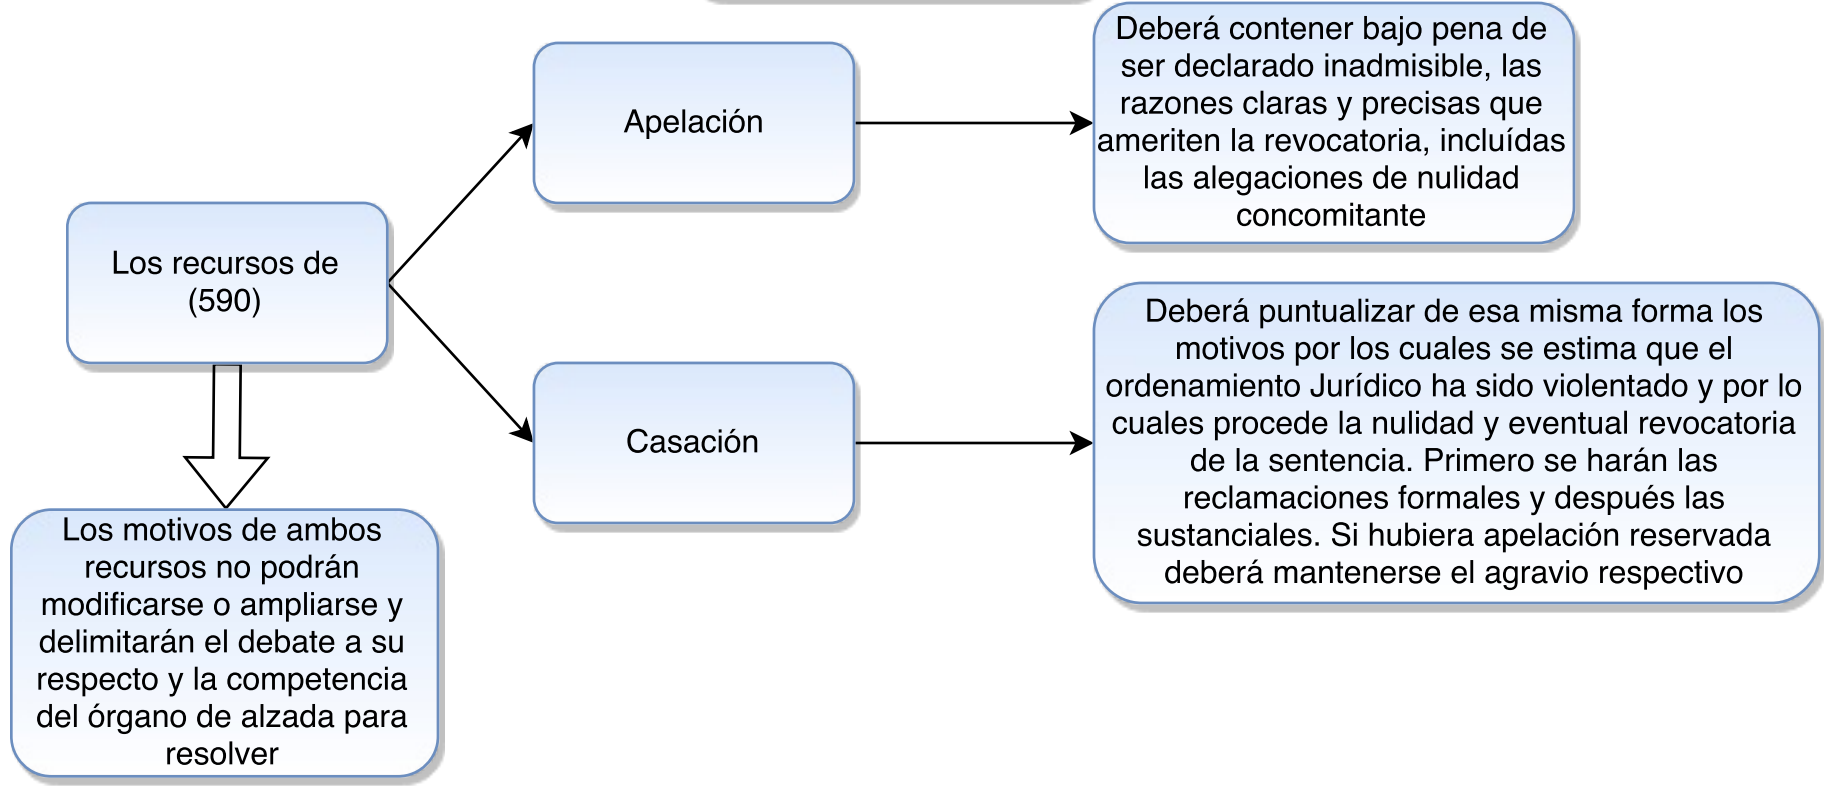 Los recursos de
(590)
Apelación
Deberá contener bajo pena de
ser declarado inadmisible, las
razones claras y precisas que
ameriten la revocatoria, incluídas
las alegaciones de nulidad
concomitante
Casación
Deberá puntualizar de esa misma forma los
motivos por los cuales se estima que el
ordenamiento Jurídico ha sido violentado y por lo
cuales procede la nulidad y eventual revocatoria
de la sentencia. Primero se harán las
reclamaciones formales y después las
sustanciales. Si hubiera apelación reservada
deberá mantenerse el agravio respectivo
Los motivos de ambos
recursos no podrán
modificarse o ampliarse y
delimitarán el debate a su
respecto y la competencia
del órgano de alzada para
resolver